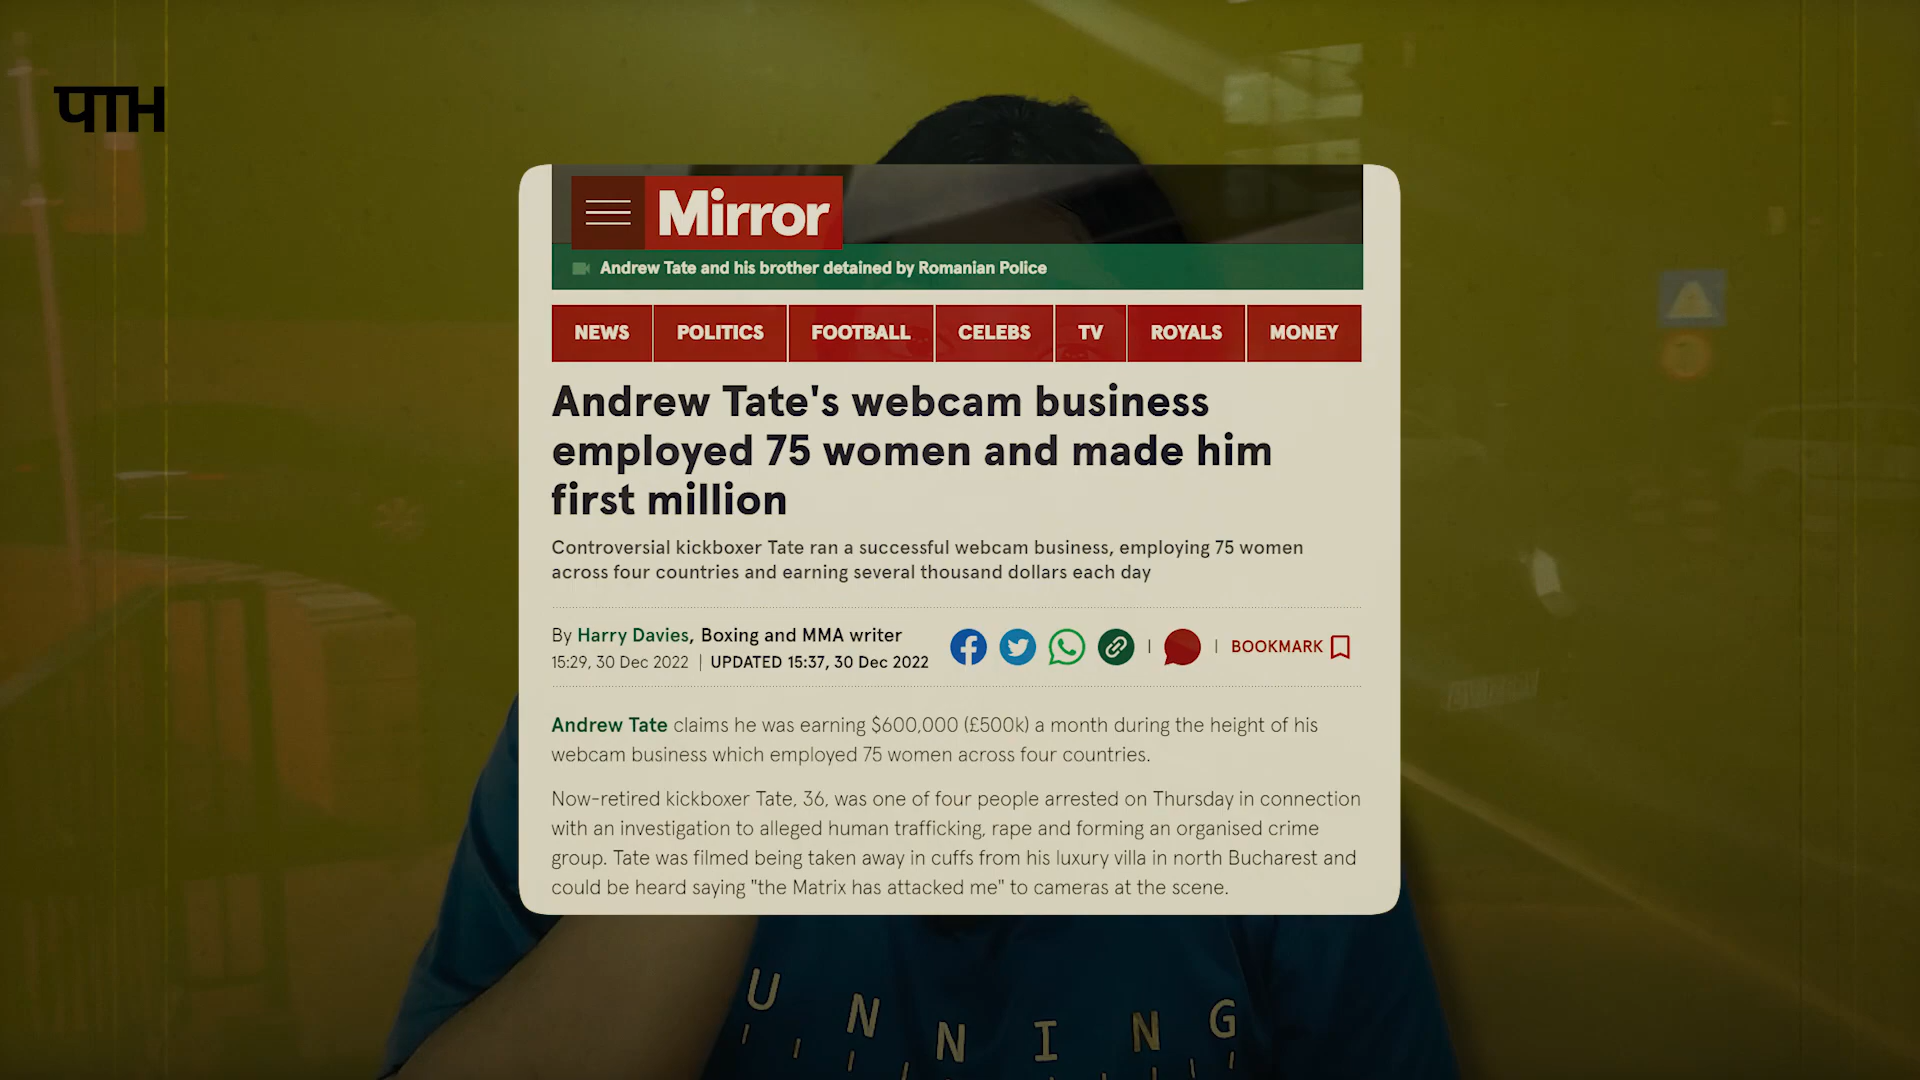 पाH
Mirror
Andrew Tate and his brother detained by Romanian Police
NEWS POLITICS FOOTBALL CELEBS TV ROYALS MONEY
Andrew Tate's webcam business
employed 75 women and made him
first million
Controversial kickboxer Tate ran a successful webcam business, employing 75 women
across four countries and earning several thousand dollars each day
By Harry Davies, Boxing and MMA writer
15:29, 30 Dec 2022 | UPDATED 15:37, 30 Dec 2022
BOOKMARK
Andrew Tate claims he was earning $600,000 (£500k) a month during the height of his
webcam business which employed 75 women across four countries.
Now-retired kickboxer Tate, 36, was one of four people arrested on Thursday in connection
with an investigation to alleged human trafficking, rape and forming an organised crime
group. Tate was filmed being taken away in cuffs from his luxury villa in north Bucharest and
could be heard saying "the Matrix has attacked me" to cameras at the scene.
UNNING